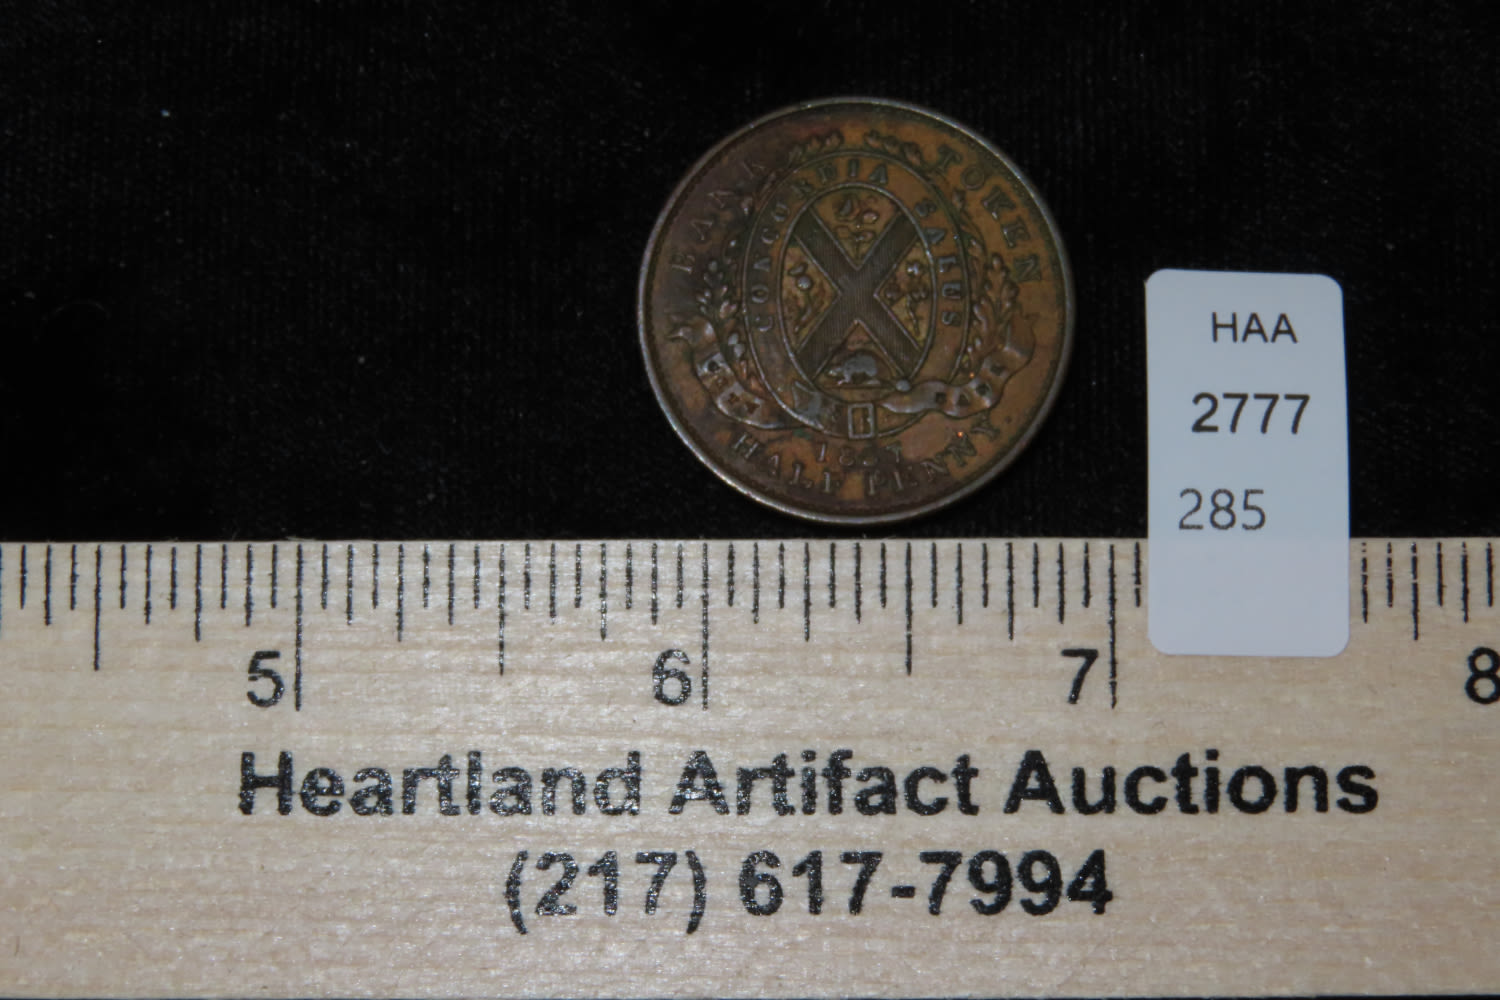 BANK TOKEN
CONCORDIA SALUS
HALF PENNY.
HAA
2777
285
5 6 7 8
Heartland Artifact Auctions
(217) 617-7994